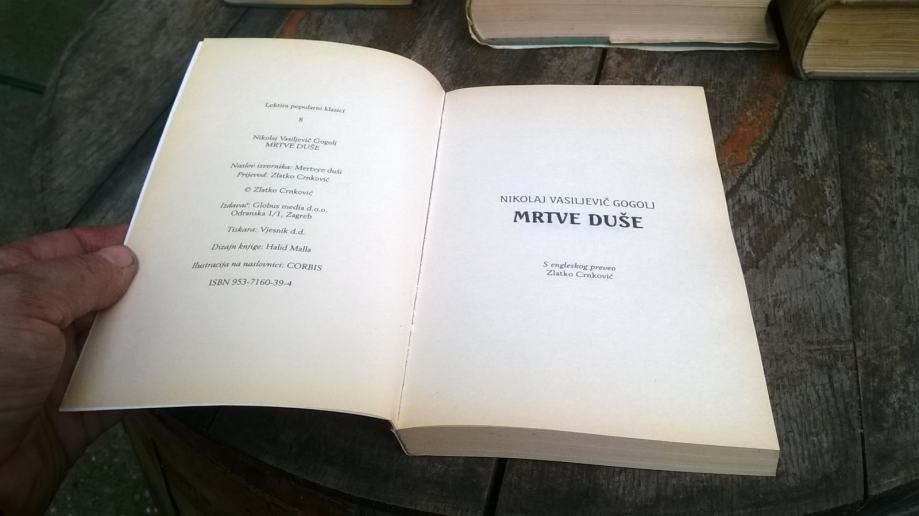 Lektira popularni klasici
8
Nikolaj Vasiljevič Gogolj
MRTVE DUŠE
Naslov izvornika: Mertvye duši
Prijevod: Zlatko Crnković
© Zlatko Crnković
Izdavač: Globus media d.o.o.
Odranska 1/1, Zagreb
Tiskara: Vjesnik d.d.
Dizajn knjige: Halid Malla
Ilustracija na naslovnici: CORBIS
ISBN 953-7160-39-4
NIKOLAJ VASILJEVIČ GOGOLJ
MRTVE DUŠE
S engleskog preveo
Zlatko Crnković